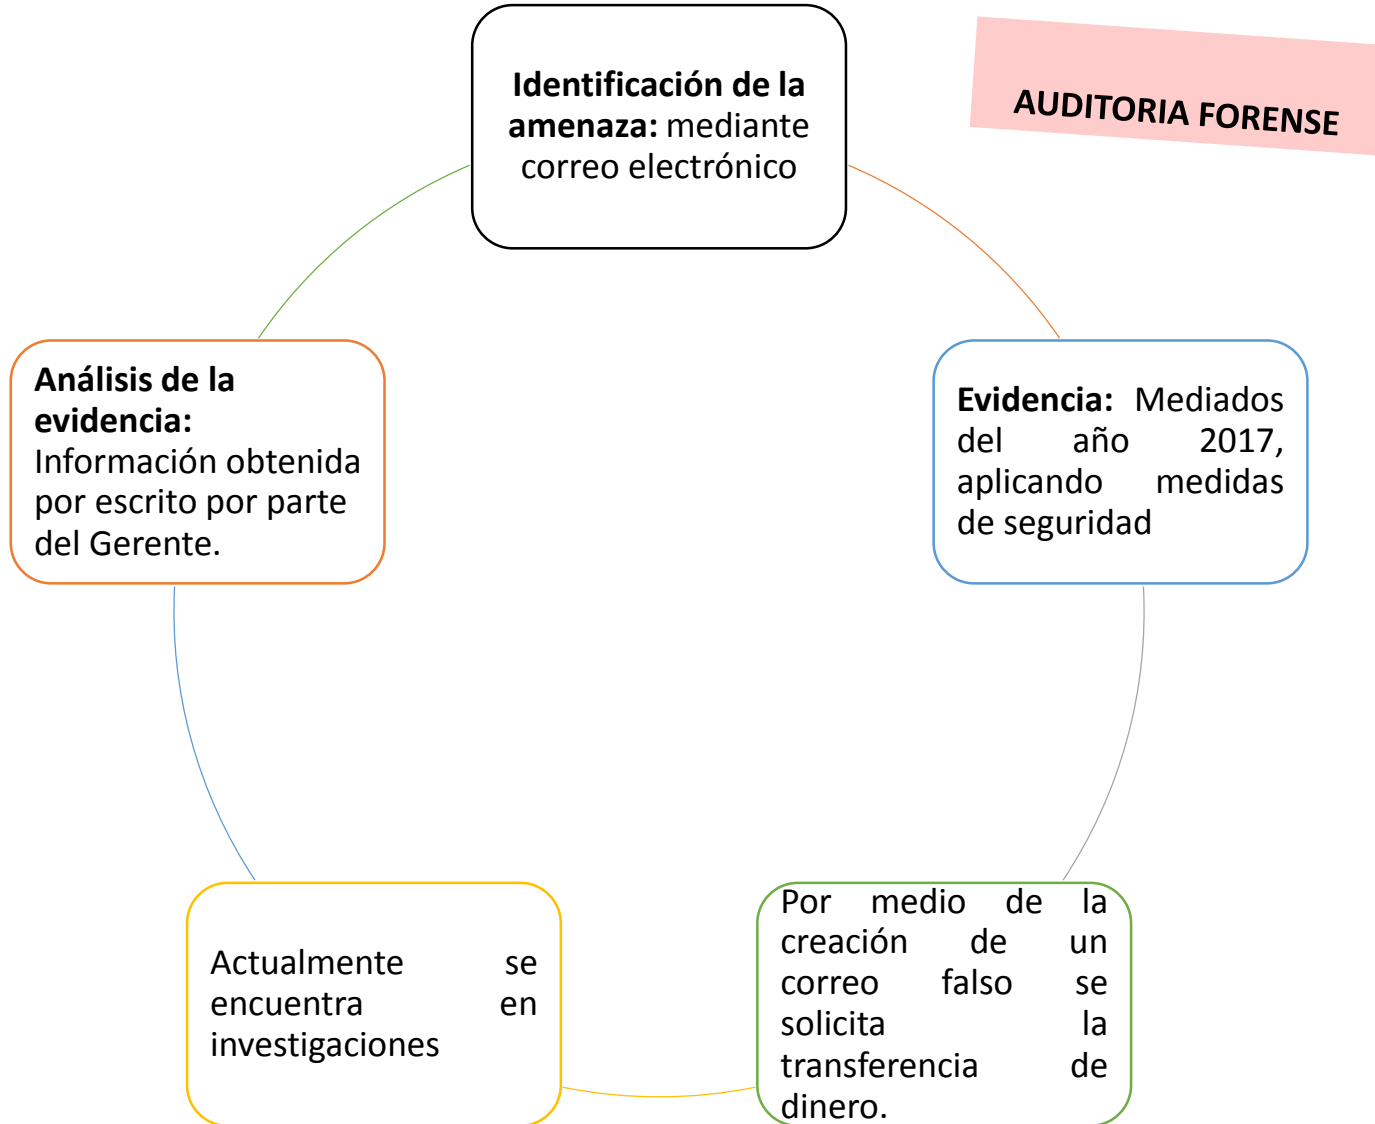 AUDITORIA FORENSE
Identificación de la
amenaza: mediante
correo electrónico
Evidencia: Mediados
del año 2017,
aplicando medidas
de seguridad
Por medio de la
creación de un
correo falso se
solicita la
transferencia de
dinero.
Actualmente se
encuentra en
investigaciones
Análisis de la
evidencia:
Información obtenida
por escrito por parte
del Gerente.